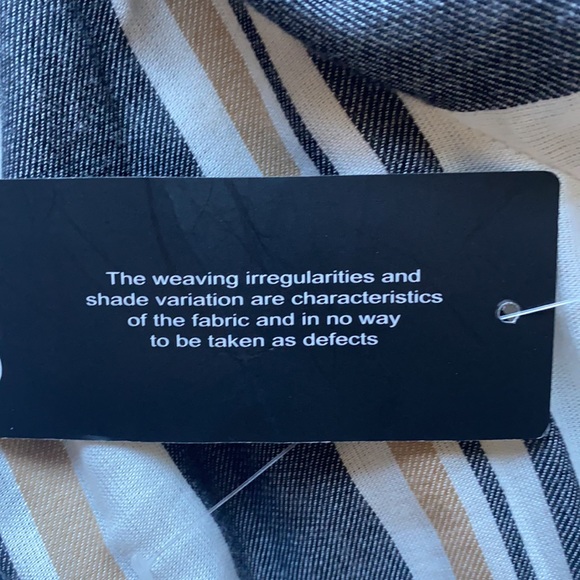 The weaving irregularities and
shade variation are characteristics
of the fabric and in no way
to be taken as defects